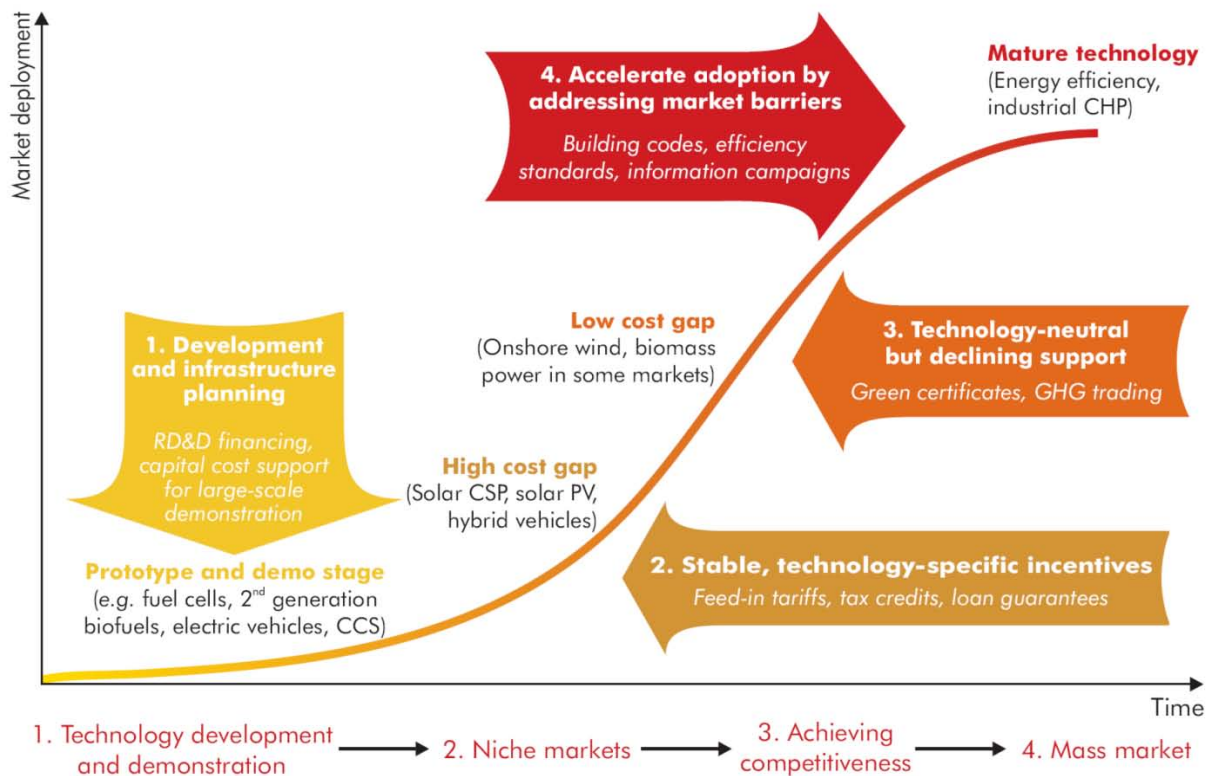 Market deployment
4. Accelerate adoption by
addressing market barriers
Building codes, efficiency
standards, information campaigns
Mature technology
(Energy efficiency,
industrial CHP)
1. Development
and infrastructure
planning
RD&D financing,
capital cost support
for large-scale
demonstration
Low cost gap
(Onshore wind, biomass
power in some markets)
3. Technology-neutral
but declining support
Green certificates, GHG trading
High cost gap
(Solar CSP, solar PV,
hybrid vehicles)
2. Stable, technology-specific incentives
Feed-in tariffs, tax credits, loan guarantees
Prototype and demo stage
(e.g. fuel cells, 2nd generation
biofuels, electric vehicles, CCS)
Time
1. Technology development
and demonstration
2. Niche markets
3. Achieving
competitiveness
4. Mass market